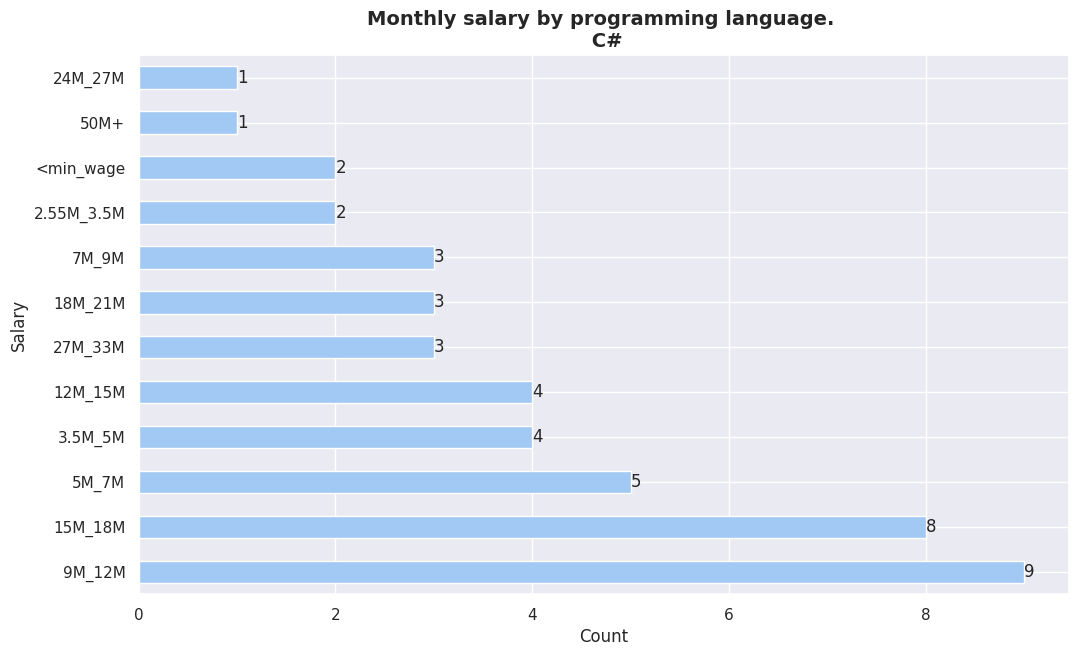 Monthly salary by programming language.
C#
24M_27M
1
50M+
1
<min_wage
2
2.55M_3.5M
2
7M_9M
3
18M_21M
3
27M_33M
3
12M_15M
4
3.5M_5M
4
5M_7M
5
15M_18M
8
9M_12M
9
Salary
0 2 4 6 8
Count